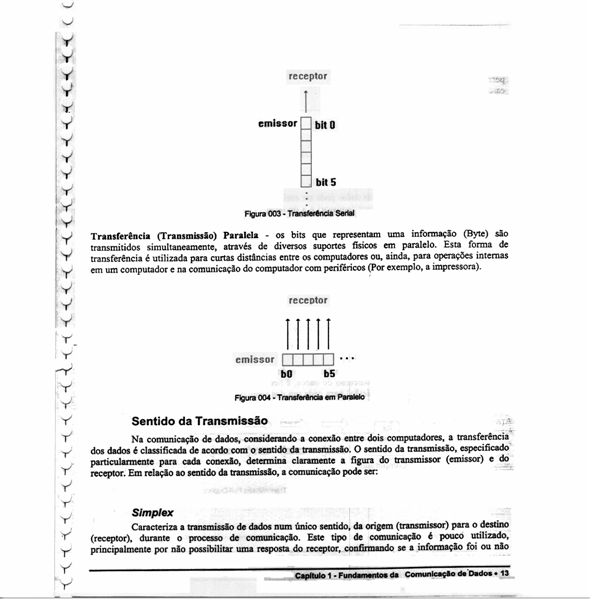 receptor
emissor bit 0
bit 5
Figura 003 - Transferência Serial
Transferência (Transmissão) Paralela - os bits que representam uma informação (Byte) são
transmitidos simultaneamente, através de diversos suportes físicos em paralelo. Esta forma de
transferência é utilizada para curtas distâncias entre os computadores ou, ainda, para operações internas
em um computador e na comunicação do computador com periféricos (Por exemplo, a impressora).
receptor
emissor
b0 b5
Figura 004 - Transferência em Paralelo
Sentido da Transmissão
Na comunicação de dados, considerando a conexão entre dois computadores, a transferência
dos dados é classificada de acordo com o sentido da transmissão. O sentido da transmissão, especificado
particularmente para cada conexão, determina claramente a figura do transmissor (emissor) e do
receptor. Em relação ao sentido da transmissão, a comunicação pode ser:
Simplex
Caracteriza a transmissão de dados num único sentido, da origem (transmissor) para o destino
(receptor), durante o processo de comunicação. Este tipo de comunicação é pouco utilizado,
principalmente por não possibilitar uma resposta do receptor, confirmando se a informação foi ou não
Capítulo 1 - Fundamentos da Comunicação de Dados • 13